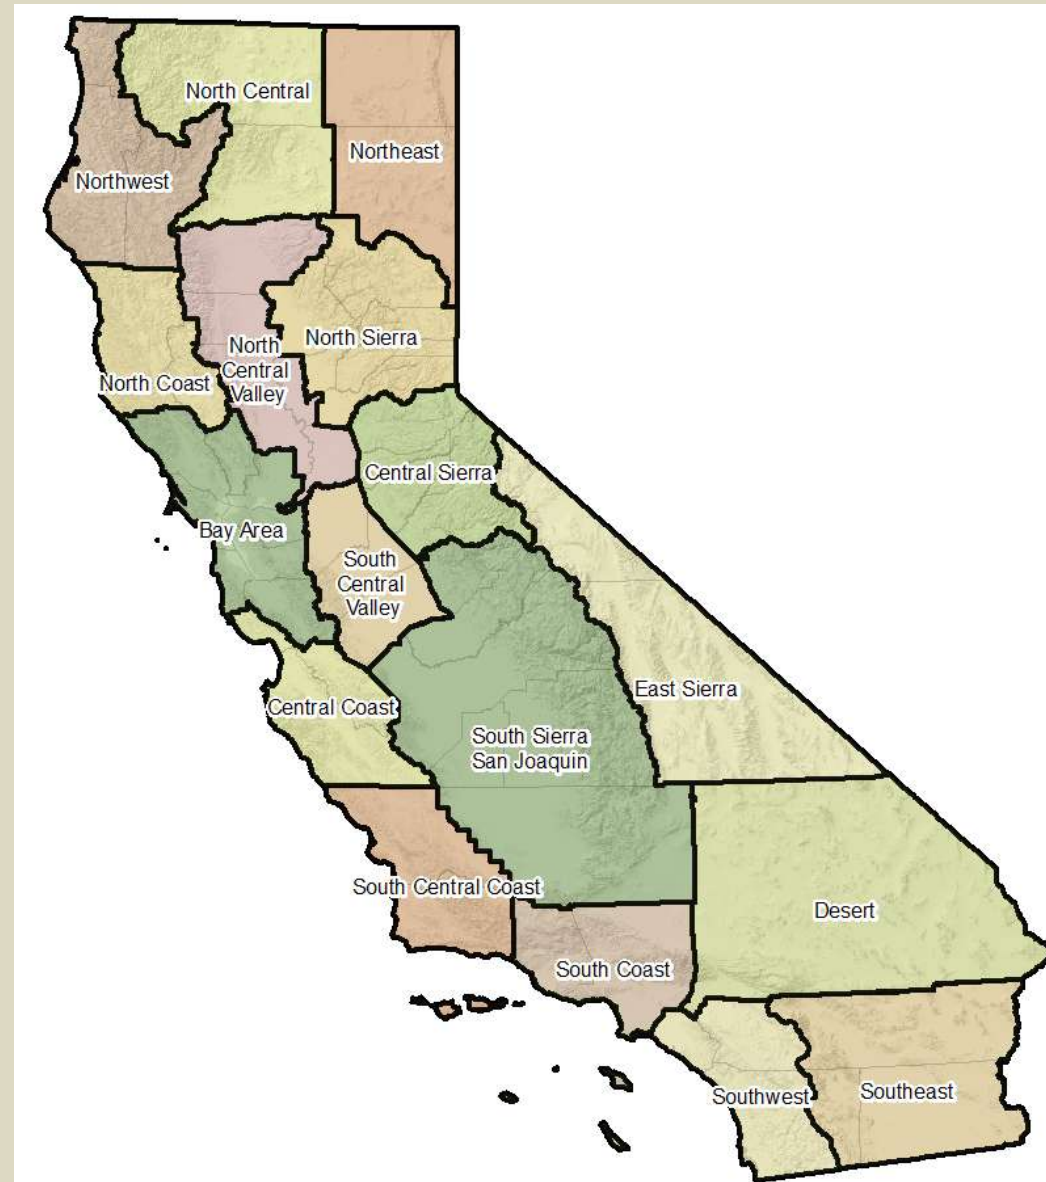 North Central
Northeast
Northwest
North Sierra
North
Central
Valley
North Coast
Central Sierra
Bay Area
South
Central
Valley
East Sierra
Central Coast
South Sierra
San Joaquin
South Central Coast
Desert
South Coast
Southwest
Southeast